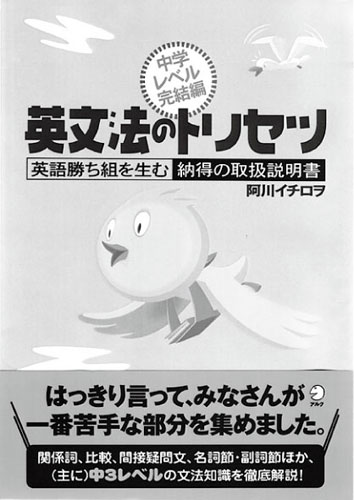 中学
レベル
完結編
英文法のトリセツ
英語勝ち組を生む 納得の取扱説明書
阿川イチロヲ
はっきり言って、みなさんが
一番苦手な部分を集めました。
アルク
関係詞、比較、間接疑問文、名詞節・副詞節ほか、
(主に)中3レベルの文法知識を徹底解説!